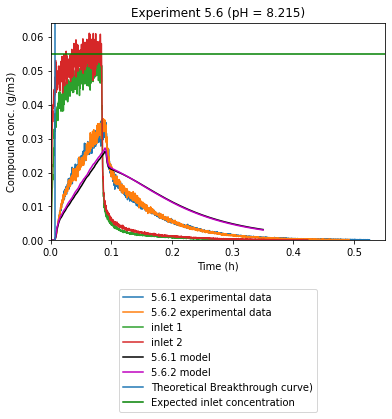 Experiment 5.6 (pH = 8.215)
Compound conc. (g/m3)
0.06
0.05
0.04
0.03
0.02
0.01
0.00
0.0 0.1 0.2 0.3 0.4 0.5
Time (h)
5.6.1 experimental data
5.6.2 experimental data
inlet 1
inlet 2
5.6.1 model
5.6.2 model
Theoretical Breakthrough curve)
Expected inlet concentration